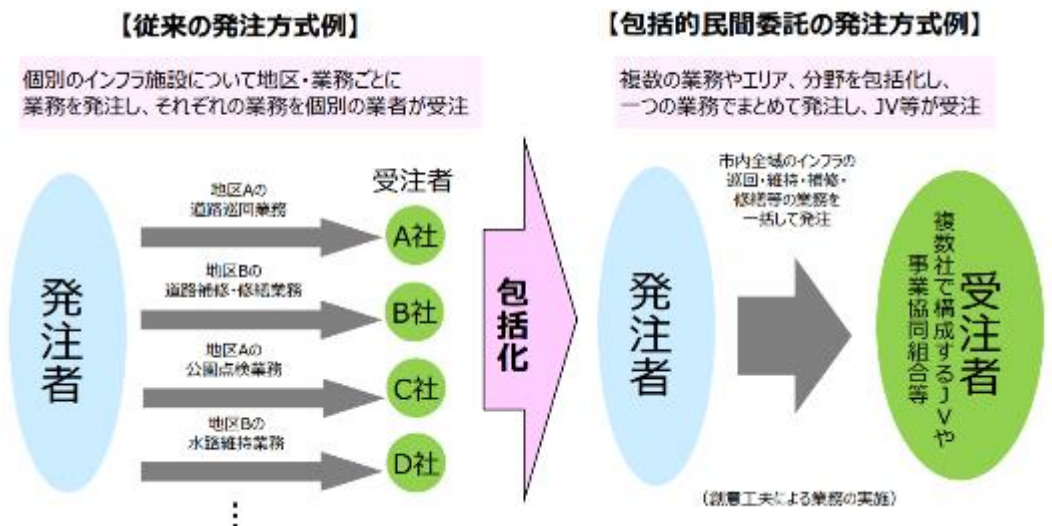 【従来の発注方式例】
個別のインフラ施設について地区・業務ごとに
業務を発注し、それぞれの業務を個別の業者が受注
発注者
受注者
地区Aの
道路巡回業務
A社
地区Bの
道路補修・修繕業務
B社
地区Aの
公園点検業務
C社
地区Bの
水路維持業務
D社
⋮
包括化
【包括的民間委託の発注方式例】
複数の業務やエリア、分野を包括化し、
一つの業務でまとめて発注し、JV等が受注
発注者
市内全域のインフラの
巡回・維持・補修・
修繕等の業務を
一括して発注
受注者
複数社で構成するJVや
事業協同組合等
（創意工夫による業務の実施）